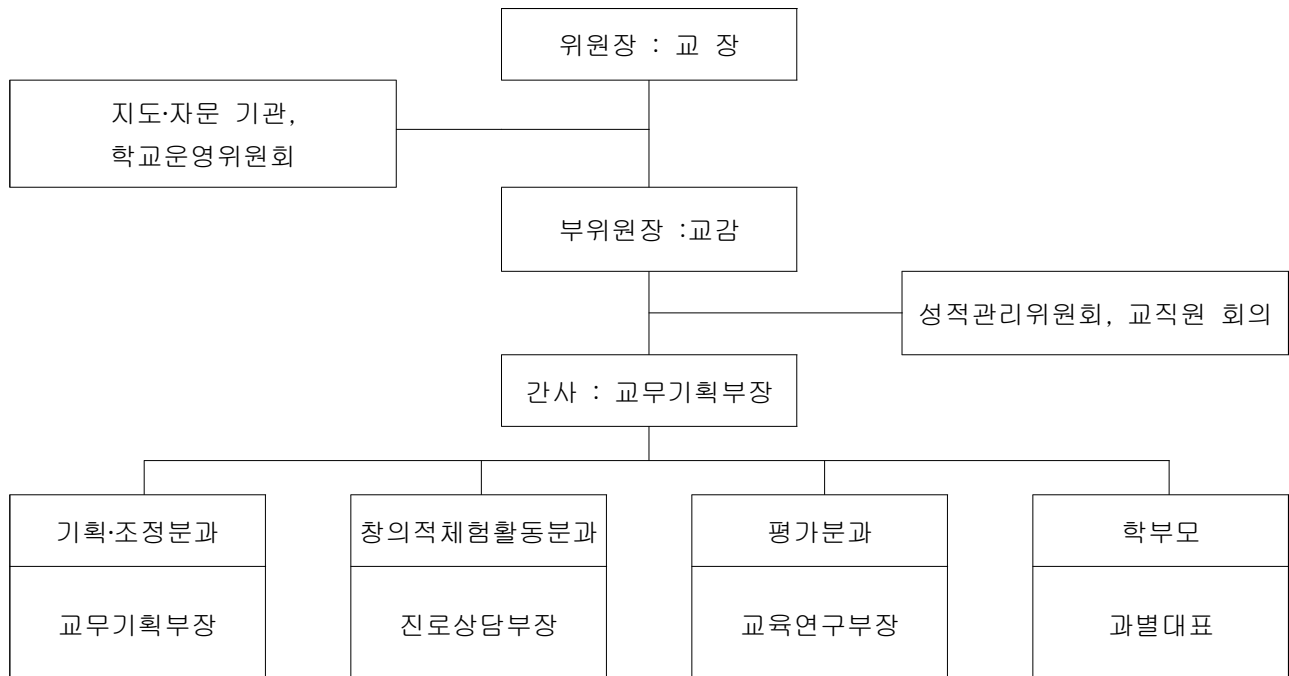 위원장 : 교 장
지도·자문 기관,
학교운영위원회
부위원장 :교감
성적관리위원회, 교직원 회의
간사 : 교무기획부장
기획·조정분과
창의적체험활동분과
평가분과
학부모
교무기획부장
진로상담부장
교육연구부장
과별대표